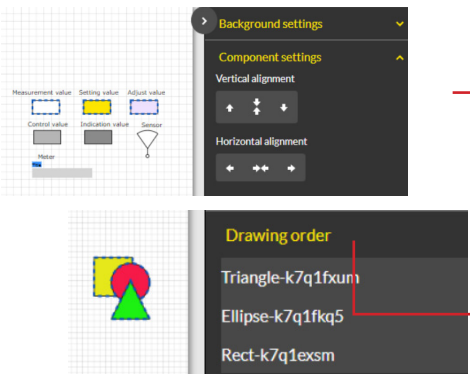 Background settings
Component settings
Vertical alignment
Measurement value Setting value Adjust value
Control value Indication value Sensor
Horizontal alignment
Motor
Drawing order
Triangle-k7q1fxum
Ellipse-k7q1fkq5
Rect-k7q1exsm